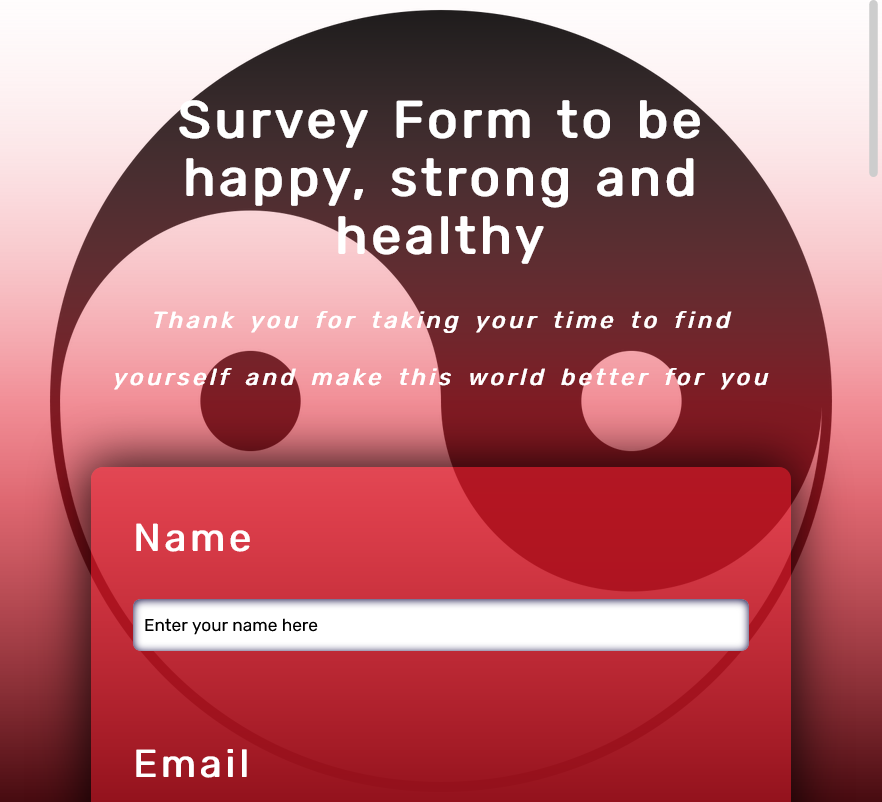 Survey Form to be
happy, strong and
healthy
Thank you for taking your time to find
yourself and make this world better for you
Name
Enter your name here
Email